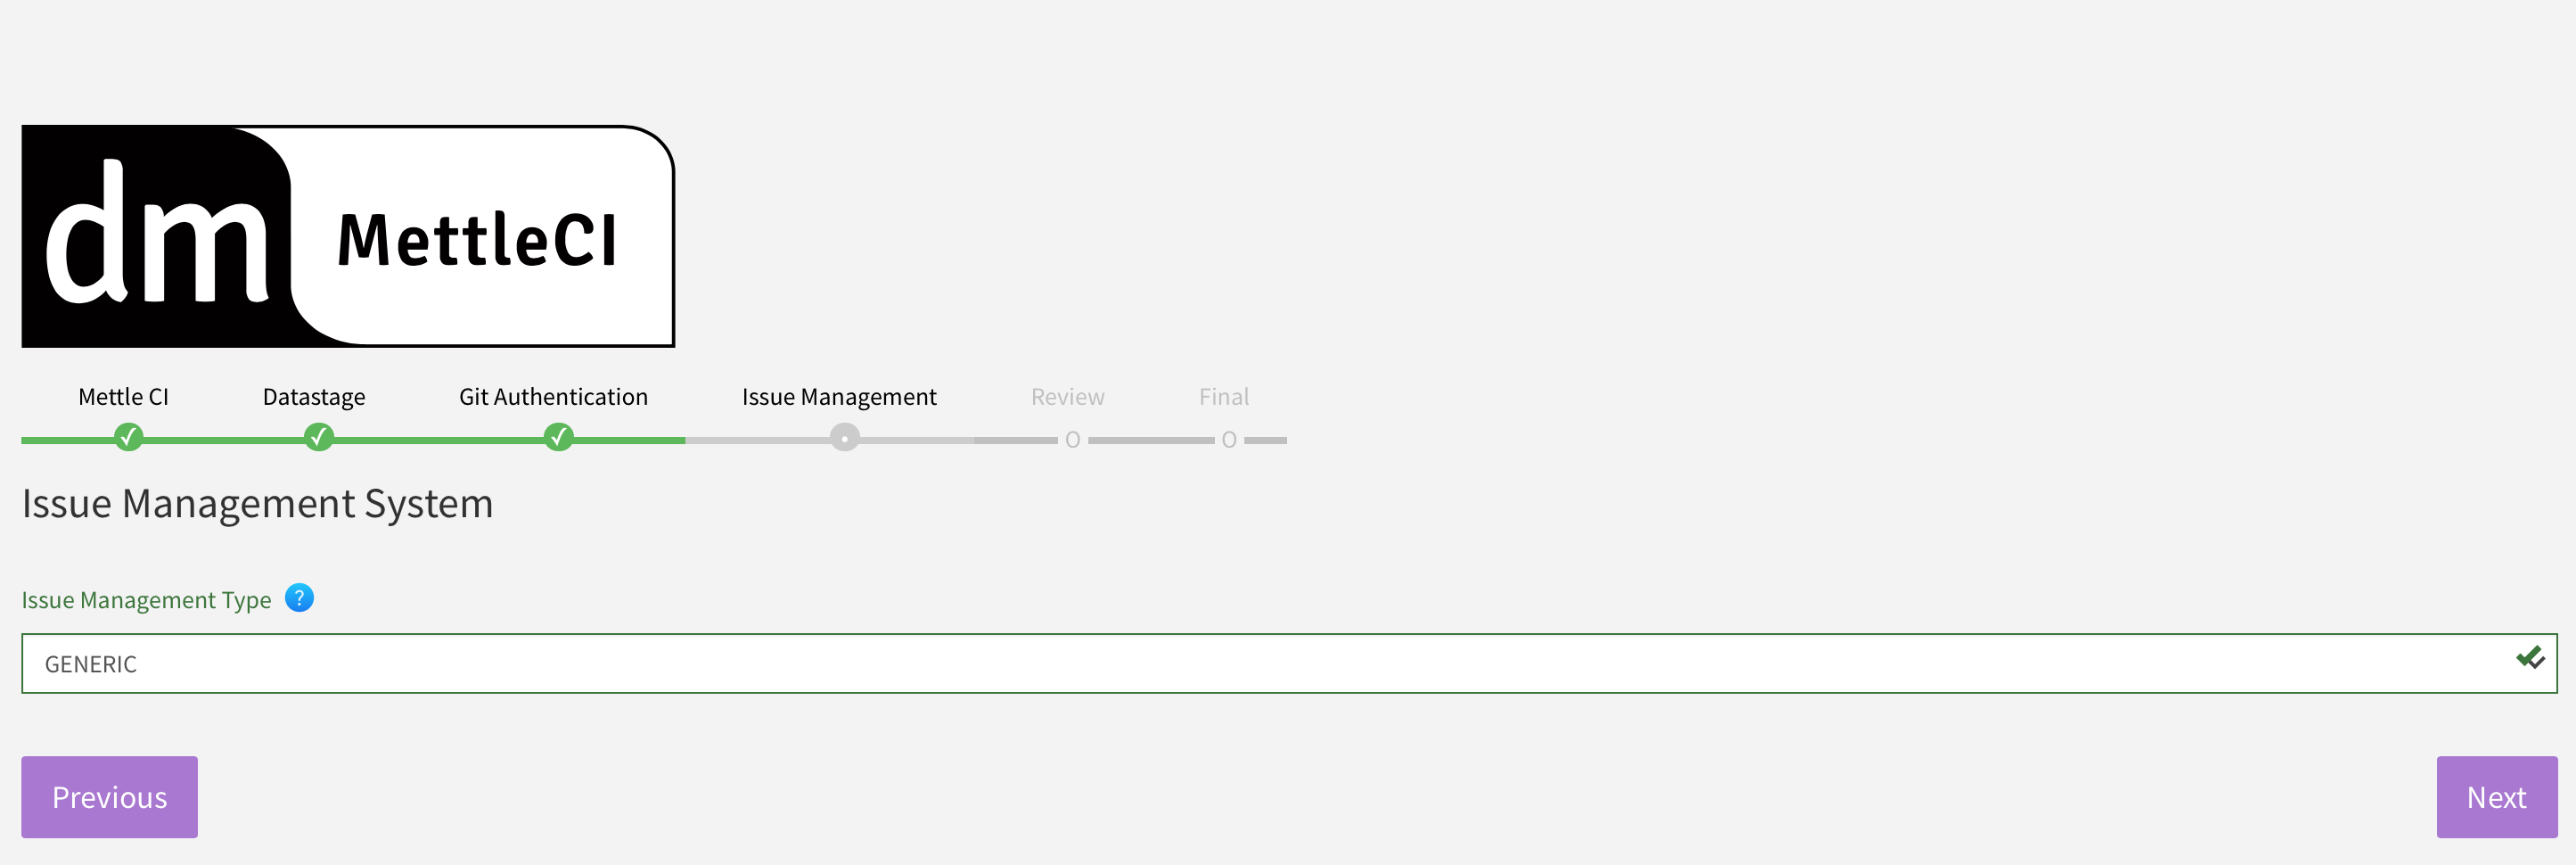 dm MettleCI
Mettle CI Datastage Git Authentication Issue Management Review Final
Issue Management System
Issue Management Type ?
GENERIC
Previous Next